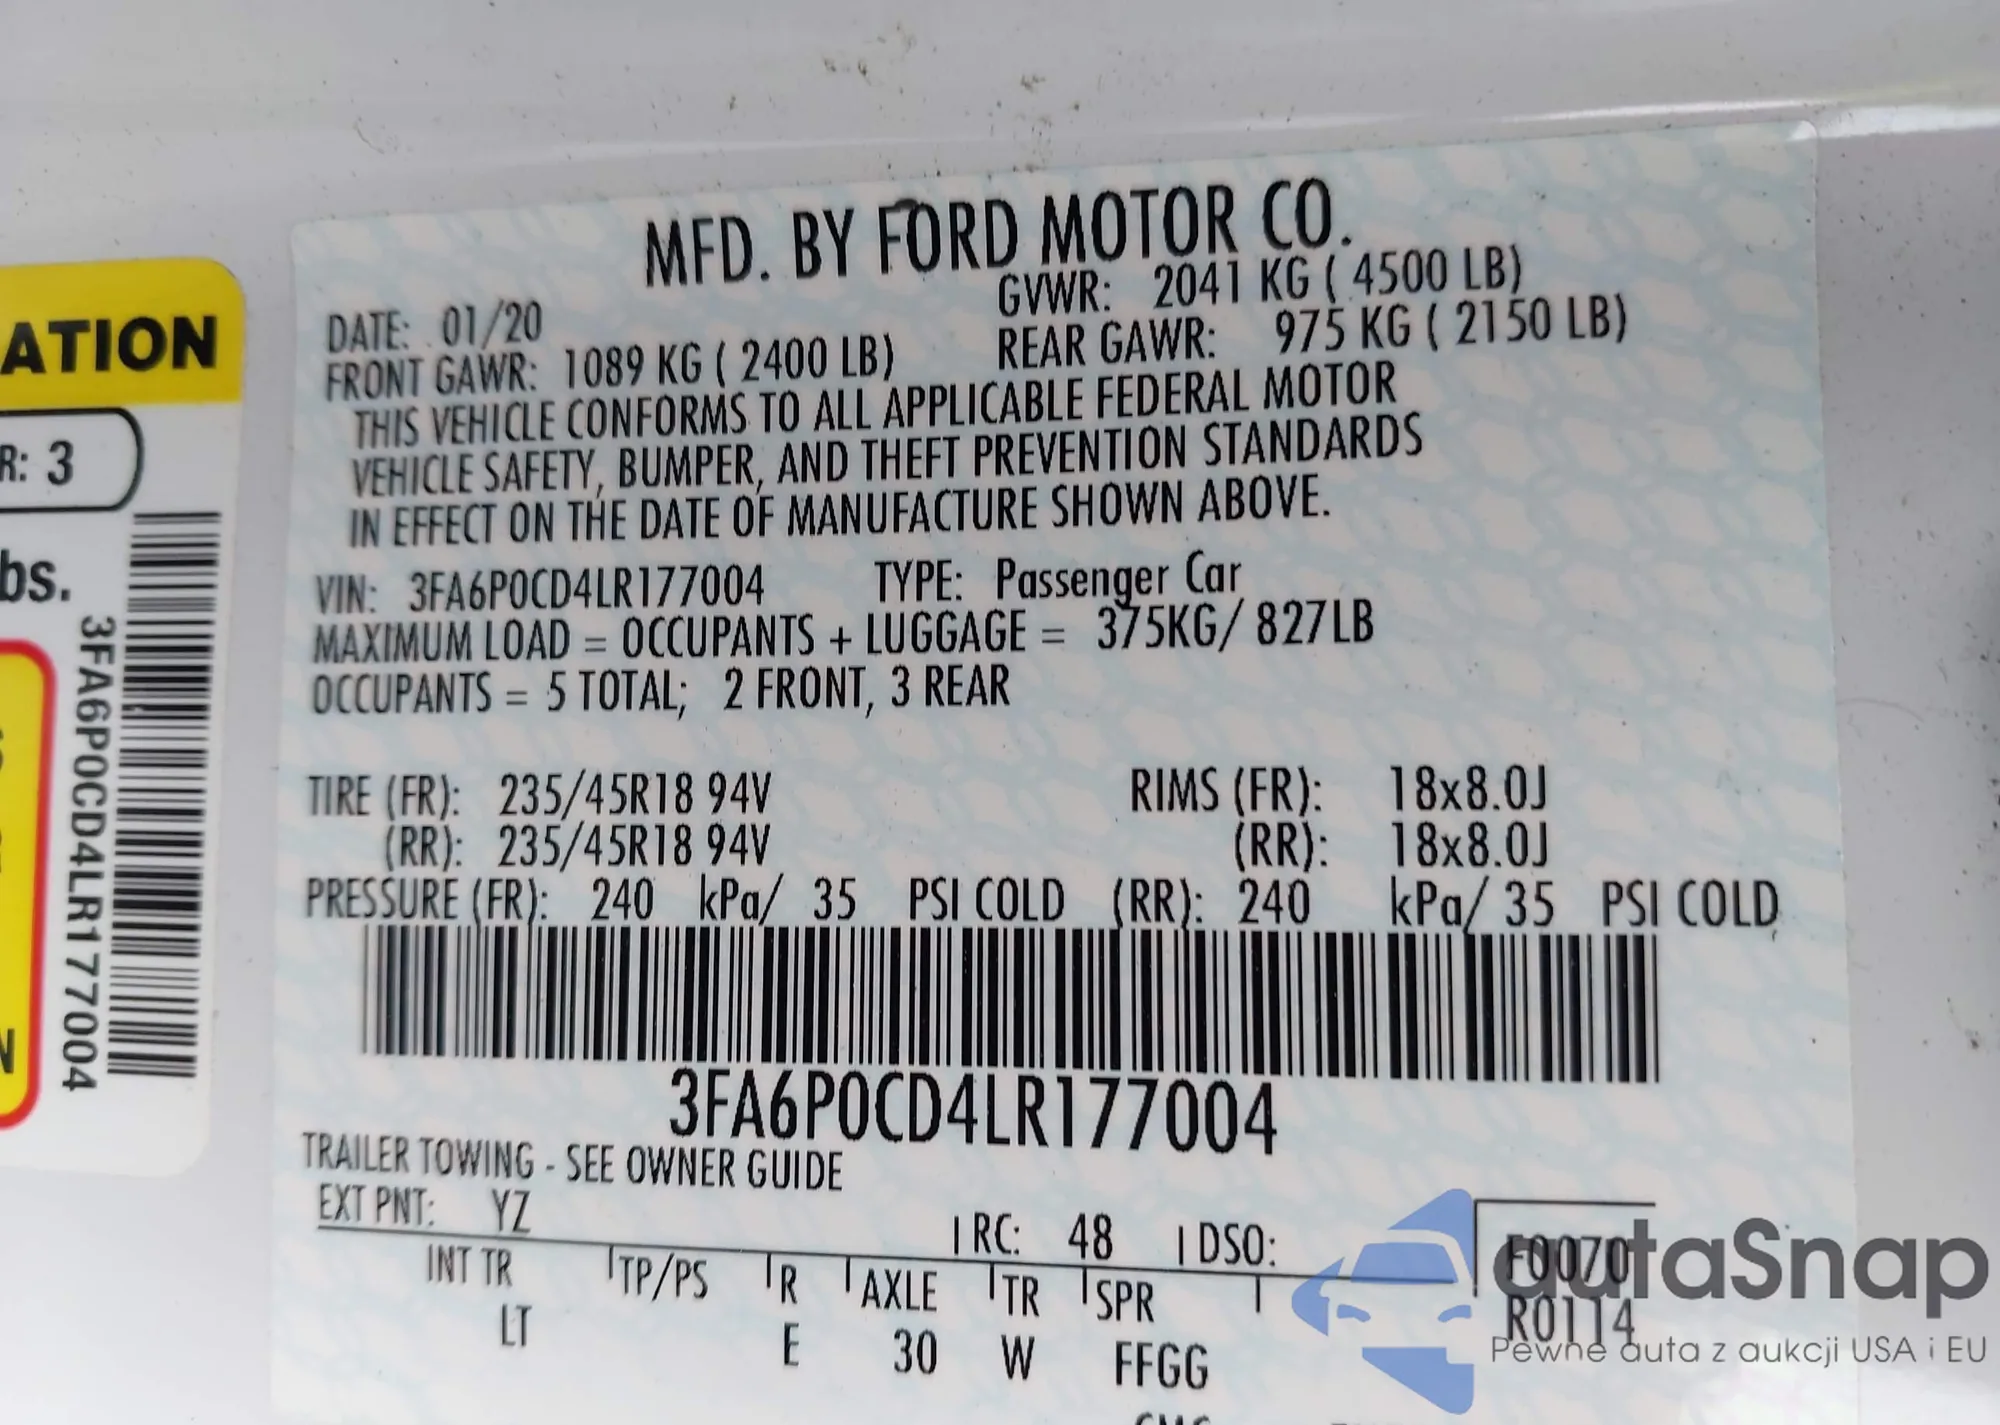 ATION
R: 3
bs.
3FA6P0CD4LR177004
MFD. BY FORD MOTOR CO.
DATE: 01/20
GVWR: 2041 KG ( 4500 LB)
FRONT GAWR: 1089 KG ( 2400 LB)
REAR GAWR: 975 KG ( 2150 LB)
THIS VEHICLE CONFORMS TO ALL APPLICABLE FEDERAL MOTOR
VEHICLE SAFETY, BUMPER, AND THEFT PREVENTION STANDARDS
IN EFFECT ON THE DATE OF MANUFACTURE SHOWN ABOVE.
VIN: 3FA6P0CD4LR177004 TYPE: Passenger Car
MAXIMUM LOAD = OCCUPANTS + LUGGAGE = 375KG/ 827LB
OCCUPANTS = 5 TOTAL; 2 FRONT, 3 REAR
TIRE (FR): 235/45R18 94V RIMS (FR): 18x8.0J
(RR): 235/45R18 94V (RR): 18x8.0J
PRESSURE (FR): 240 kPa/ 35 PSI COLD (RR): 240 kPa/ 35 PSI COLD
3FA6P0CD4LR177004
TRAILER TOWING - SEE OWNER GUIDE
EXT PNT: YZ RC: 48 DSO:
F0070
R0114
INT TR TP/PS R AXLE TR SPR
LT E 30 W FFGG
autaSnap
Pewne auta z aukcji USA i EU